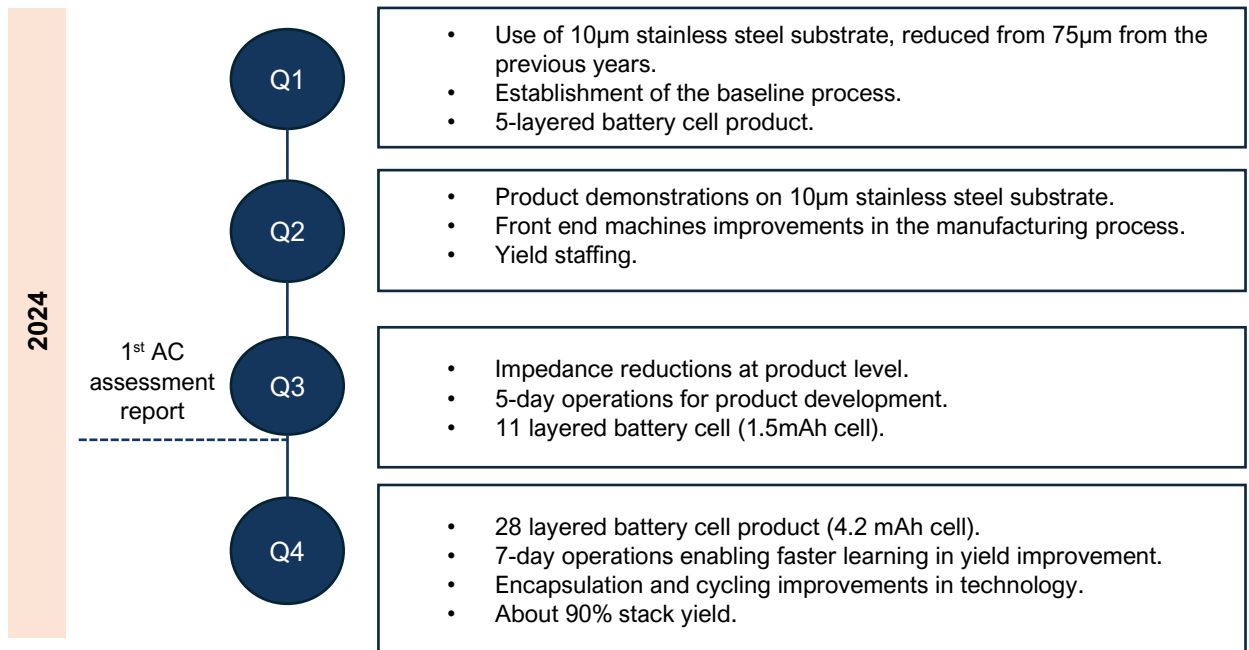 2024
Q1
• Use of 10µm stainless steel substrate, reduced from 75µm from the
previous years.
• Establishment of the baseline process.
• 5-layered battery cell product.
Q2
• Product demonstrations on 10µm stainless steel substrate.
• Front end machines improvements in the manufacturing process.
• Yield staffing.
1st AC
assessment
report
Q3
• Impedance reductions at product level.
• 5-day operations for product development.
• 11 layered battery cell (1.5mAh cell).
Q4
• 28 layered battery cell product (4.2 mAh cell).
• 7-day operations enabling faster learning in yield improvement.
• Encapsulation and cycling improvements in technology.
• About 90% stack yield.